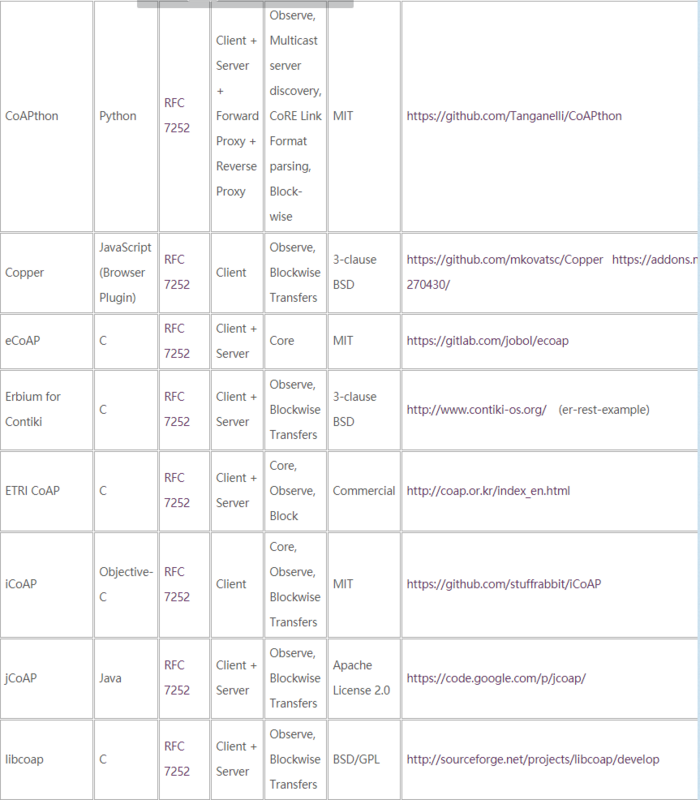 CoAPthon
Python
RFC
7252
Client +
Server
+
Forward
Proxy +
Reverse
Proxy
Observe,
Multicast
server
discovery,
CoRE Link
Format
parsing,
Block-
wise
MIT
https://github.com/Tanganelli/CoAPthon
Copper
JavaScript
(Browser
Plugin)
RFC
7252
Client
Observe,
Blockwise
Transfers
3-clause
BSD
https://github.com/mkovatsc/Copper https://addons.
270430/
eCoAP
C
RFC
7252
Client +
Server
Core
MIT
https://gitlab.com/jobol/ecoap
Erbium for
Contiki
C
RFC
7252
Client +
Server
Observe,
Blockwise
Transfers
3-clause
BSD
http://www.contiki-os.org/ (er-rest-example)
ETRI CoAP
C
RFC
7252
Client +
Server
Core,
Observe,
Block
Commercial
http://coap.or.kr/index_en.html
iCoAP
Objective-
C
RFC
7252
Client
Core,
Observe,
Blockwise
Transfers
MIT
https://github.com/stuffrabbit/iCoAP
jCoAP
Java
RFC
7252
Client +
Server
Observe,
Blockwise
Transfers
Apache
License 2.0
https://code.google.com/p/jcoap/
libcoap
C
RFC
7252
Client +
Server
Observe,
Blockwise
Transfers
BSD/GPL
http://sourceforge.net/projects/libcoap/develop